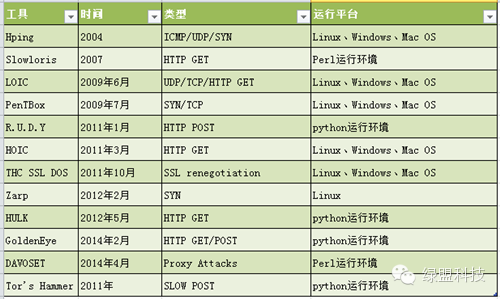 工具 时间 类型 运行平台
Hping 2004 ICMP/UDP/SYN Linux、Windows、Mac OS
Slowloris 2007 HTTP GET Perl运行环境
LOIC 2009年6月 UDP/TCP/HTTP GET Linux、Windows、Mac OS
PenTBox 2009年7月 SYN/TCP Linux、Windows、Mac OS
R.U.D.Y 2011年1月 HTTP POST python运行环境
HOIC 2011年3月 HTTP GET Linux、Windows、Mac OS
THC SSL DOS 2011年10月 SSL renegotiation Linux、Windows、Mac OS
Zarp 2012年2月 SYN Linux
HULK 2012年5月 HTTP GET python运行环境
GoldenEye 2014年2月 HTTP GET/POST python运行环境
DAVOSET 2014年4月 Proxy Attacks Perl运行环境
Tor's Hammer 2011年 SLOW POST python运行环境
绿盟科技